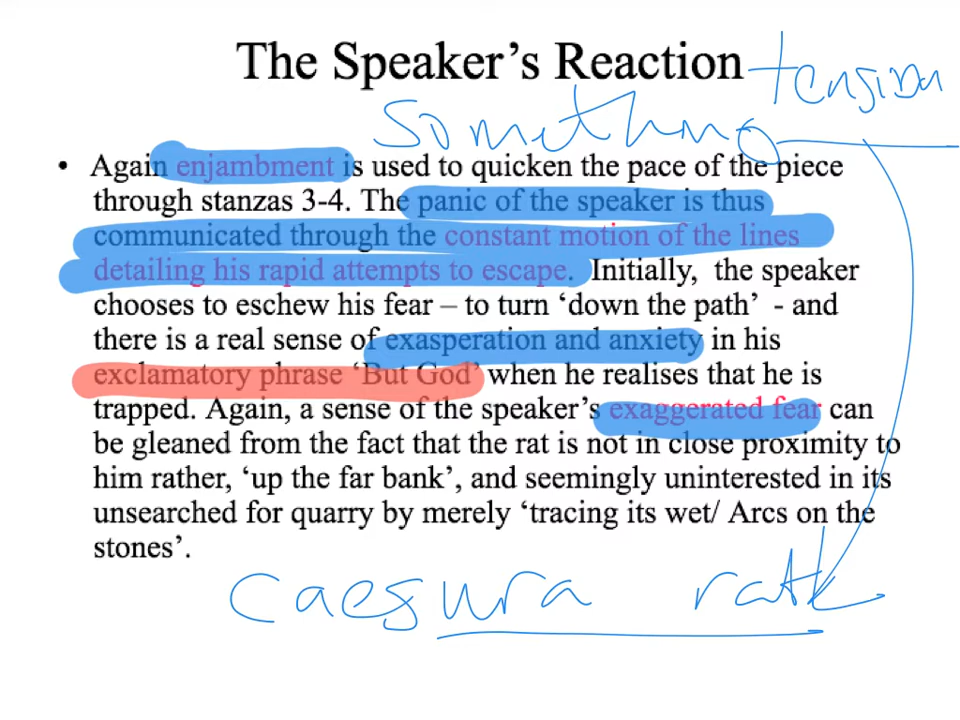 The Speaker's Reaction
tension
something
• Again enjambment is used to quicken the pace of the piece
through stanzas 3-4. The panic of the speaker is thus
communicated through the constant motion of the lines
detailing his rapid attempts to escape. Initially, the speaker
chooses to eschew his fear – to turn ‘down the path’ - and
there is a real sense of exasperation and anxiety in his
exclamatory phrase ‘But God’ when he realises that he is
trapped. Again, a sense of the speaker's exaggerated fear can
be gleaned from the fact that the rat is not in close proximity to
him rather, ‘up the far bank’, and seemingly uninterested in its
unsearched for quarry by merely ‘tracing its wet/ Arcs on the
stones’.
caesura